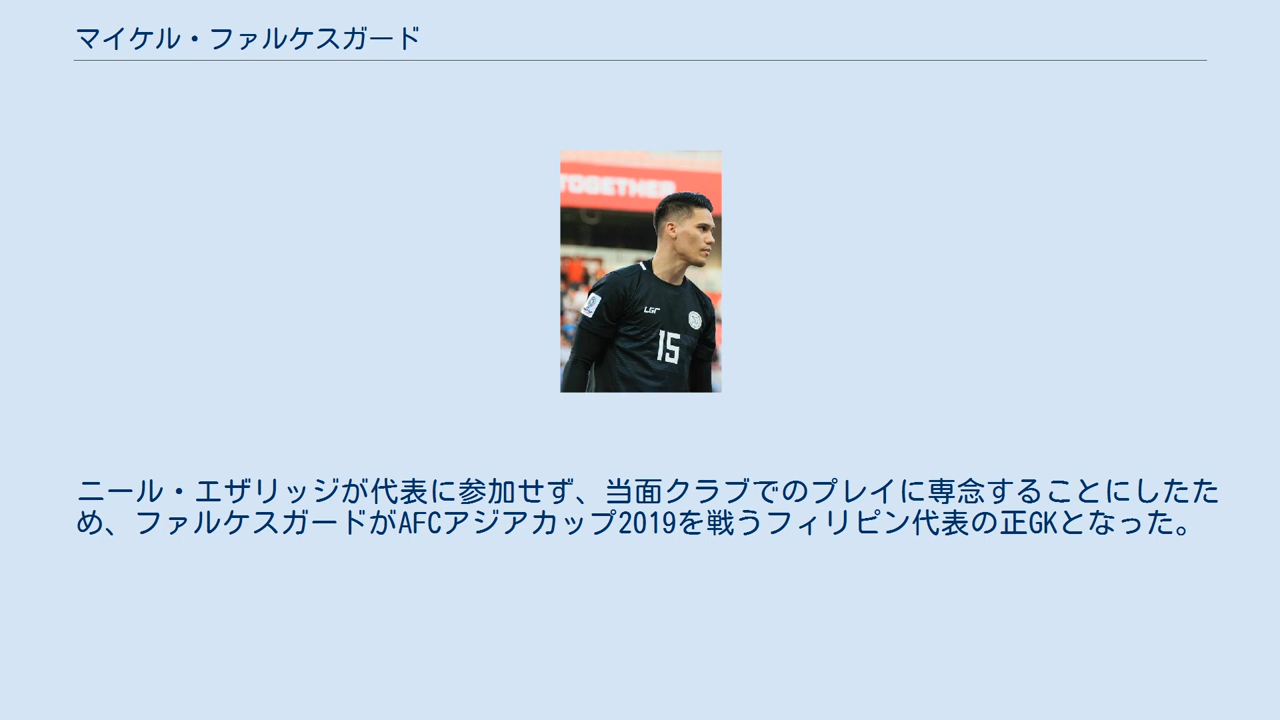 マイケル・ファルケスガード
TOGETHER
LGR
15
ニール・エザリッジが代表に参加せず、当面クラブでのプレイに専念することにしたた
め、ファルケスガードがAFCアジアカップ2019を戦うフィリピン代表の正GKとなった。